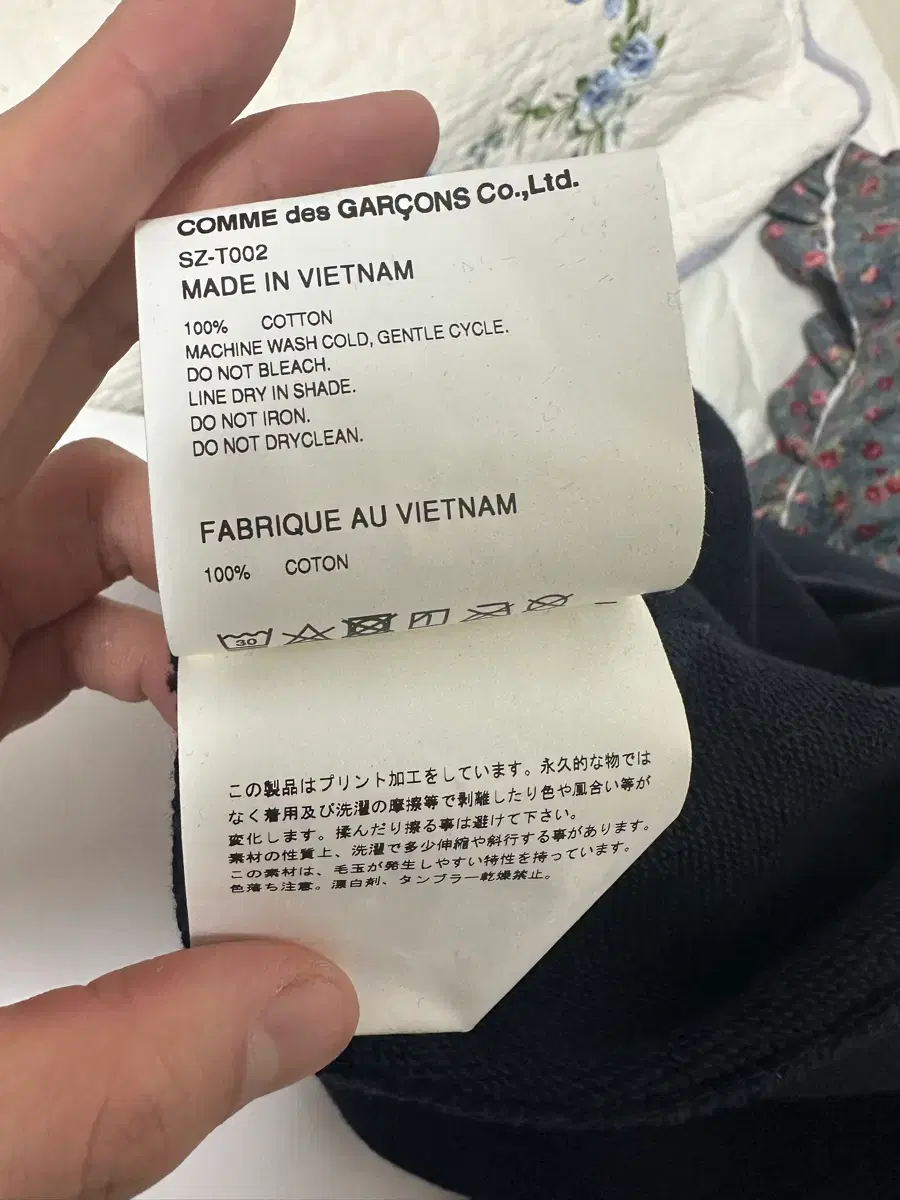 COMME des GARÇONS Co.,Ltd.
SZ-T002
MADE IN VIETNAM
100% COTTON
MACHINE WASH COLD, GENTLE CYCLE.
DO NOT BLEACH.
LINE DRY IN SHADE.
DO NOT IRON.
DO NOT DRYCLEAN.
FABRIQUE AU VIETNAM
100% COTON
30
この製品はプリント加工をしています。永久的な物では
なく着用及び洗濯の摩擦等で剥離したり色や風合い等が
変化します。揉んだり擦る事は避けて下さい。
素材の性質上、洗濯で多少伸縮や斜行する事があります。
この素材は、毛玉が発生しやすい特性を持っています。
色落ち注意。漂白剤、タンブラー乾燥禁止。